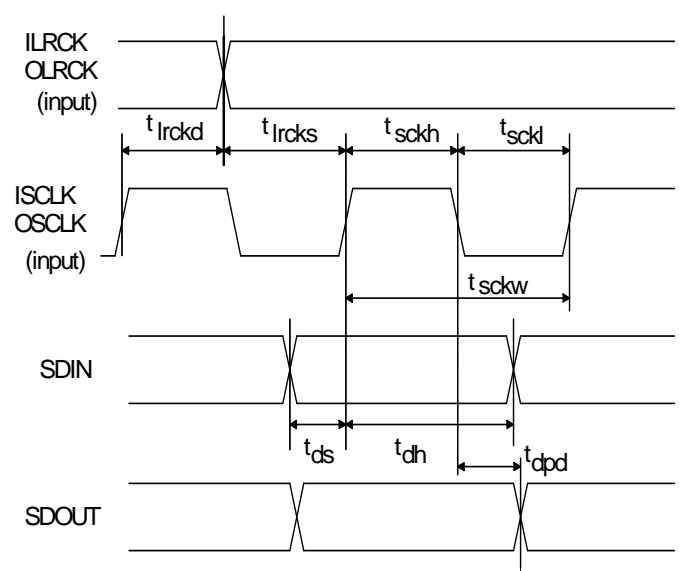 ILRCK
OLRCK
(input)
t lrckd
t lrcks
t sckh
t sckl
ISCLK
OSCLK
(input)
t sckw
SDIN
t ds
t dh
t dpd
SDOUT